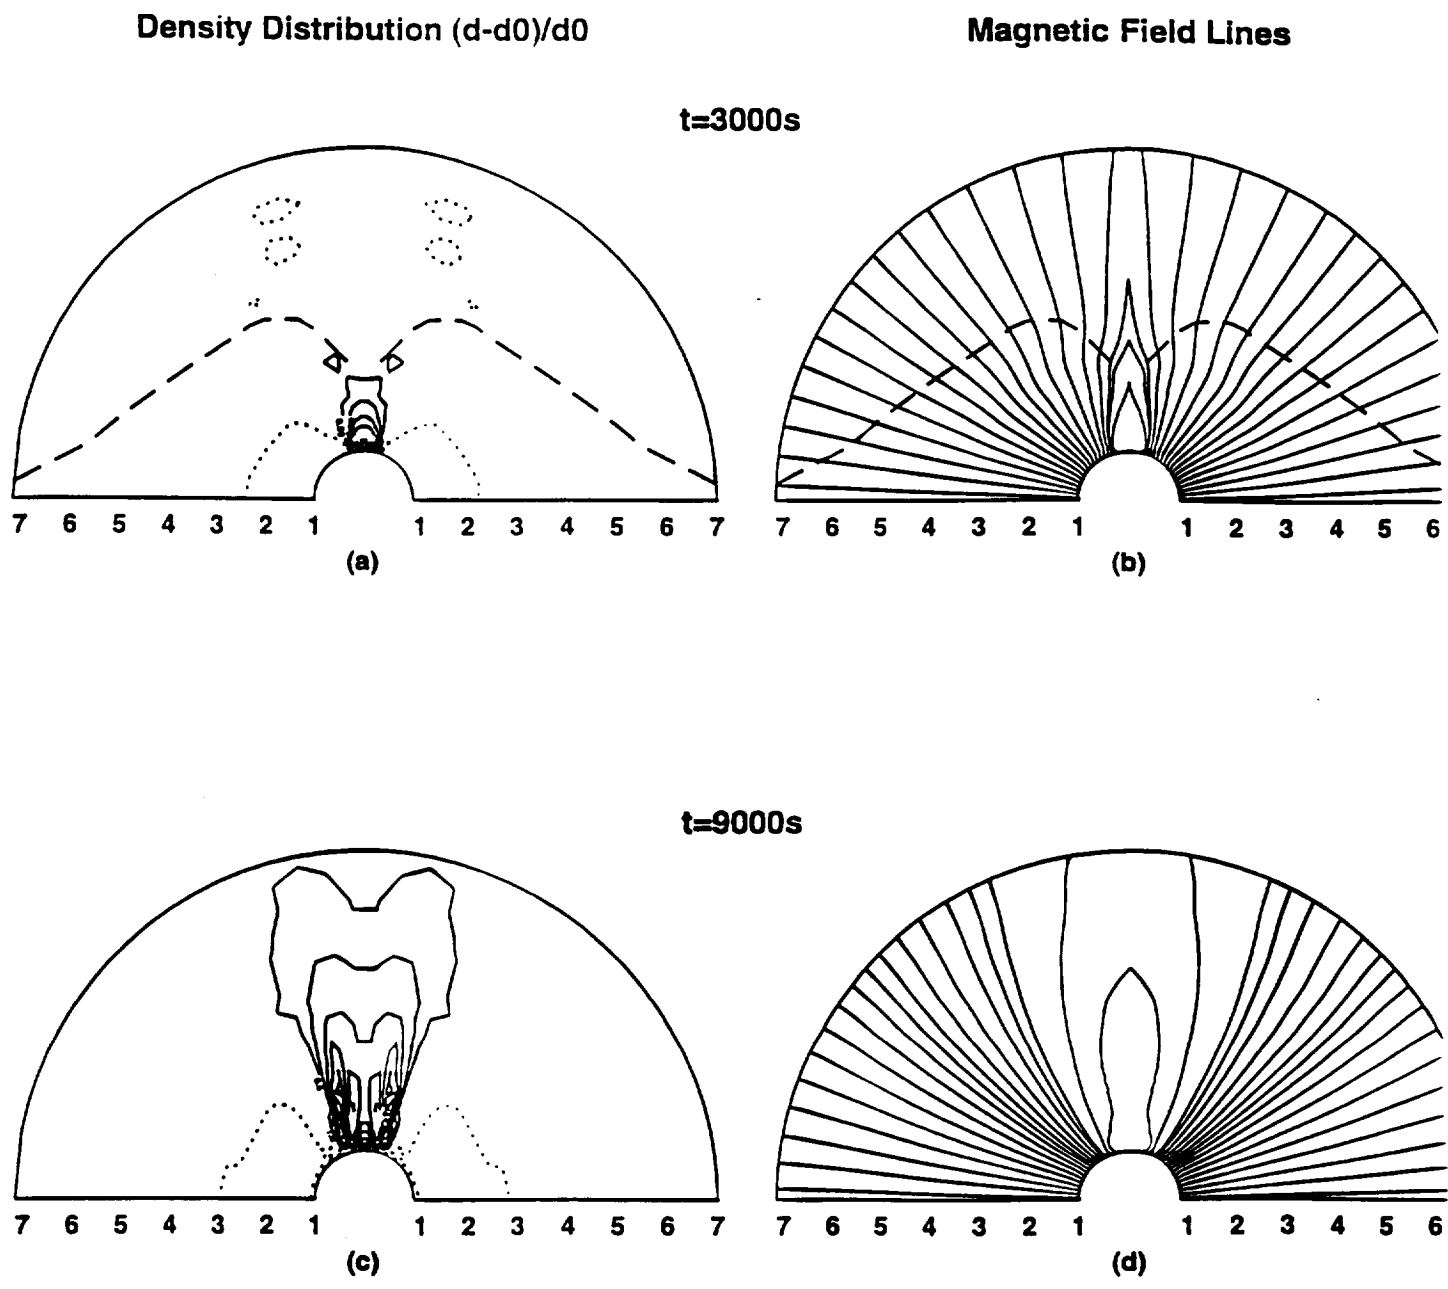 Density Distribution (d-d0)/d0
Magnetic Field Lines
t=3000s
7 6 5 4 3 2 1 1 2 3 4 5 6 7
7 6 5 4 3 2 1 1 2 3 4 5 6
(a)
(b)
t=9000s
7 6 5 4 3 2 1 1 2 3 4 5 6 7
7 6 5 4 3 2 1 1 2 3 4 5 6
(c)
(d)